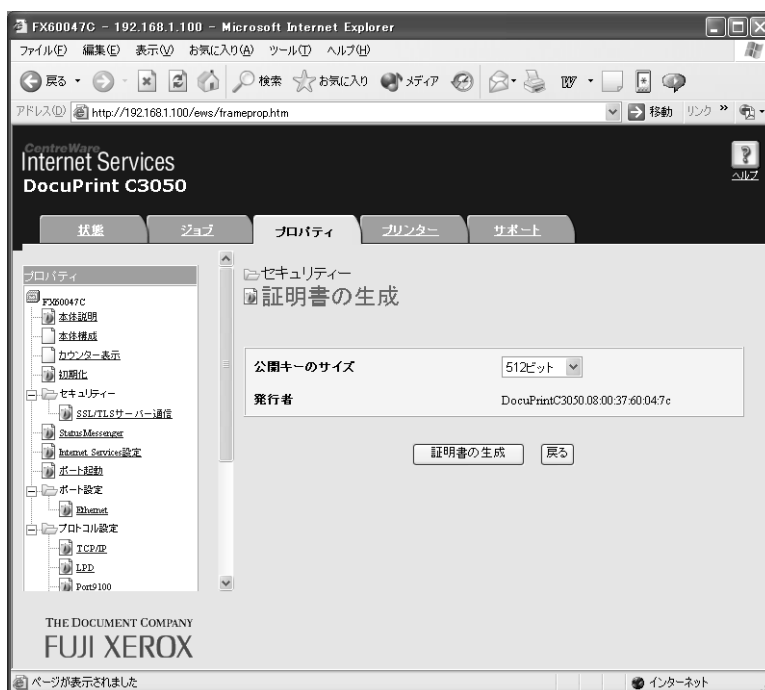 FX60047C - 192.168.1.100 - Microsoft Internet Explorer
ファイル(F) 編集(E) 表示(V) お気に入り(A) ツール(T) ヘルプ(H)
戻る 検索 お気に入り メディア
アドレス(D) http://192.168.1.100/ews/frameprop.htm 移動 リンク »
CentreWare
Internet Services
DocuPrint C3050
ヘルプ
状態 ジョブ プロパティ プリンター サポート
プロパティ
FX60047C
本体説明
本体構成
カウンター表示
初期化
セキュリティー
SSL/TLSサーバー通信
StatusMessenger
Internet Services設定
ポート起動
ポート設定
Ethernet
プロトコル設定
TCP/IP
LPD
Port9100
セキュリティー
証明書の生成
公開キーのサイズ 512ビット
発行者 DocuPrintC3050.08:00:37:60:04:7c
証明書の生成 戻る
THE DOCUMENT COMPANY
FUJI XEROX
ページが表示されました インターネット